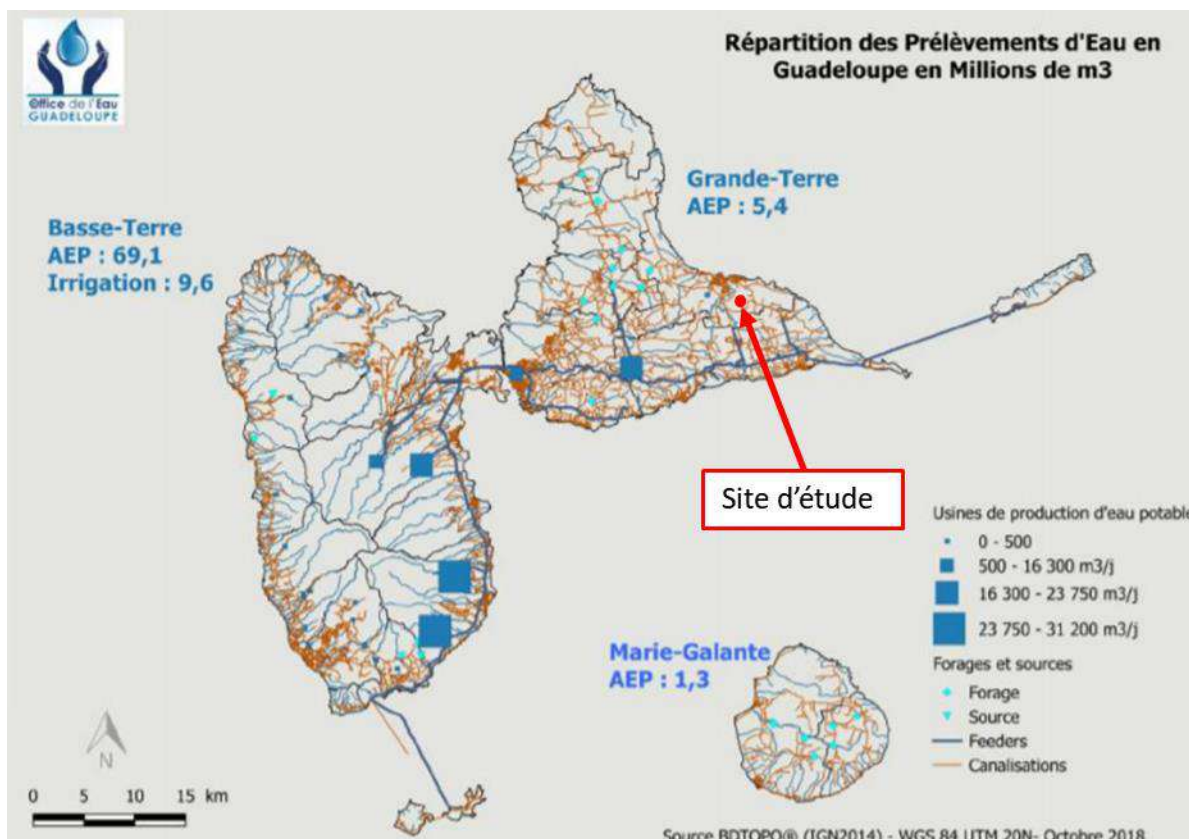 Office de l'Eau
GUADELOUPE
Répartition des Prélèvements d'Eau en
Guadeloupe en Millions de m3
Grande-Terre
AEP : 5,4
Basse-Terre
AEP : 69,1
Irrigation : 9,6
Site d'étude
Usines de production d'eau potable
0 - 500
500 - 16 300 m3/j
16 300 - 23 750 m3/j
23 750 - 31 200 m3/j
Marie-Galante
AEP : 1,3
Forages et sources
Forage
Source
Feeders
Canalisations
N
0 5 10 15 km
Source BDTOPO® (IGN2014) - WGS 84 UTM 20N- Octobre 2018